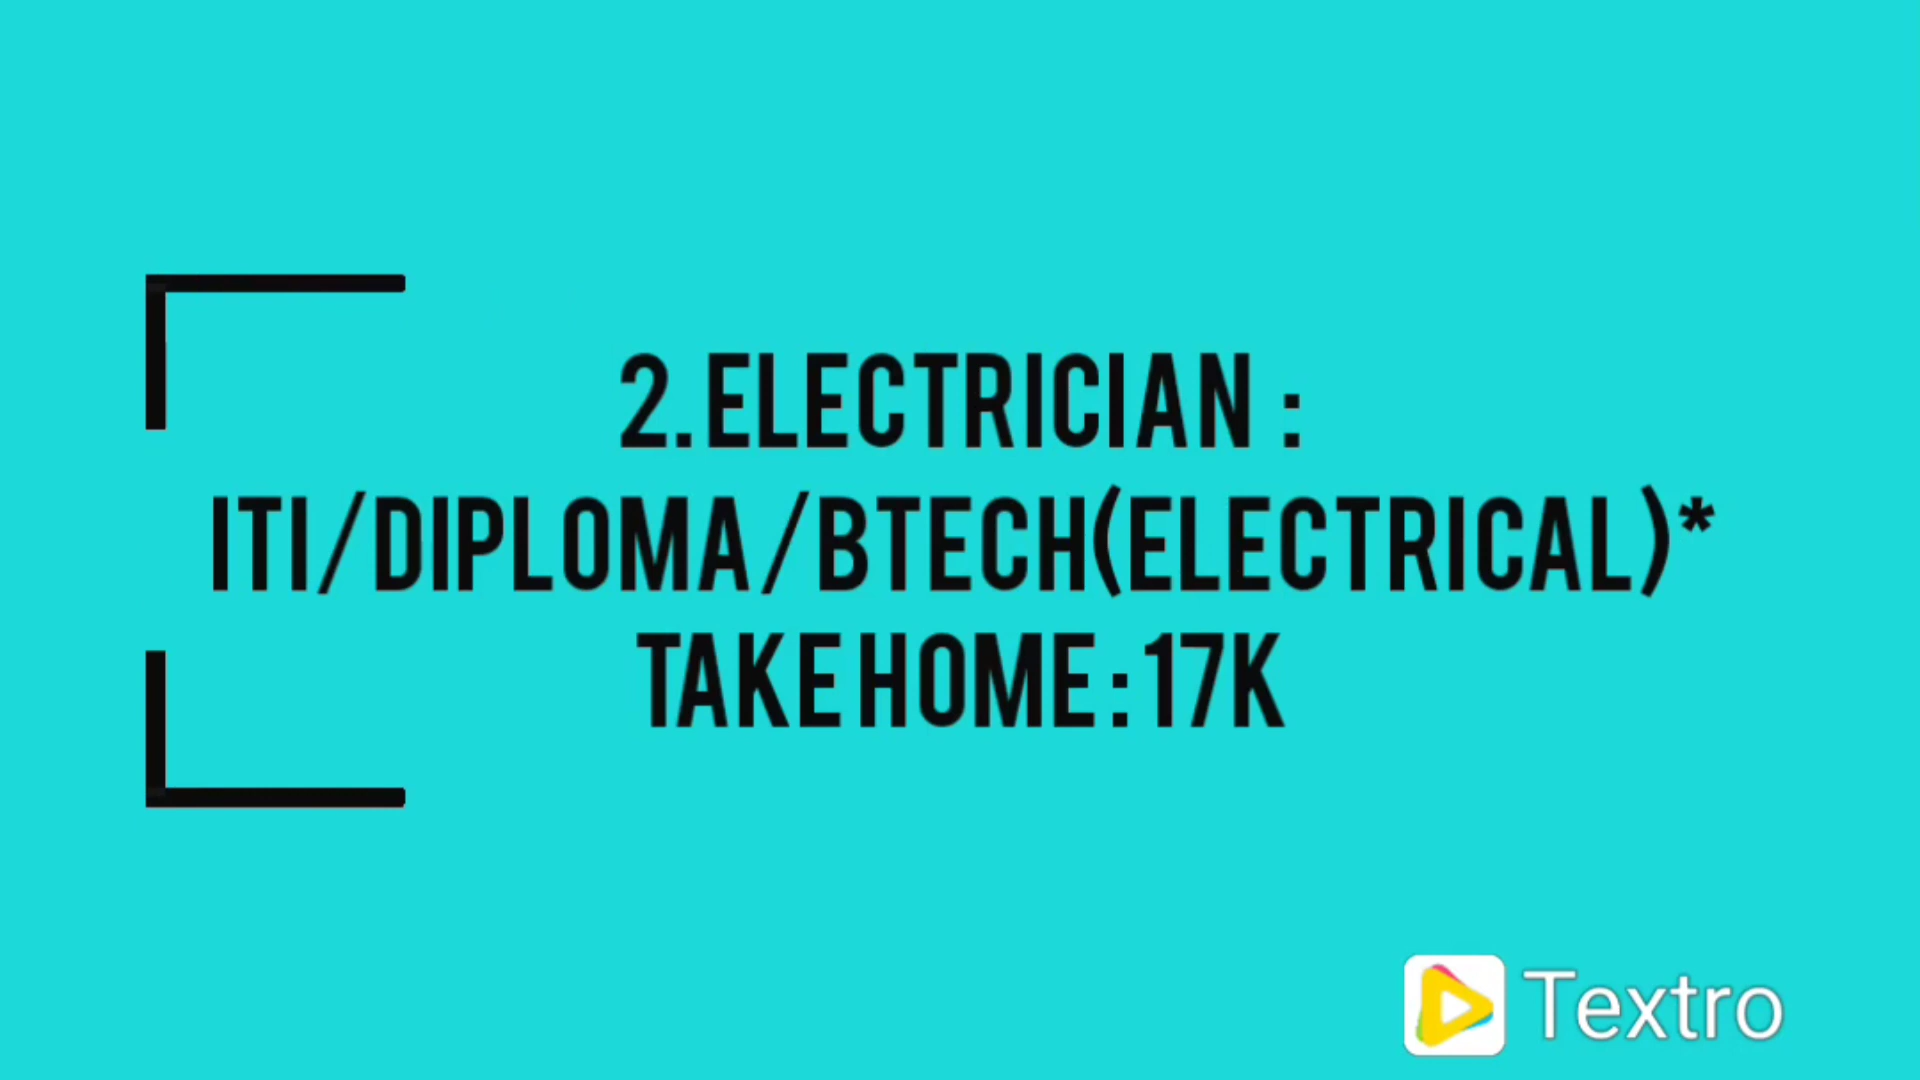 2.ELECTRICIAN :
ITI/DIPLOMA/BTECH(ELECTRICAL)*
TAKE HOME : 17K
Textro